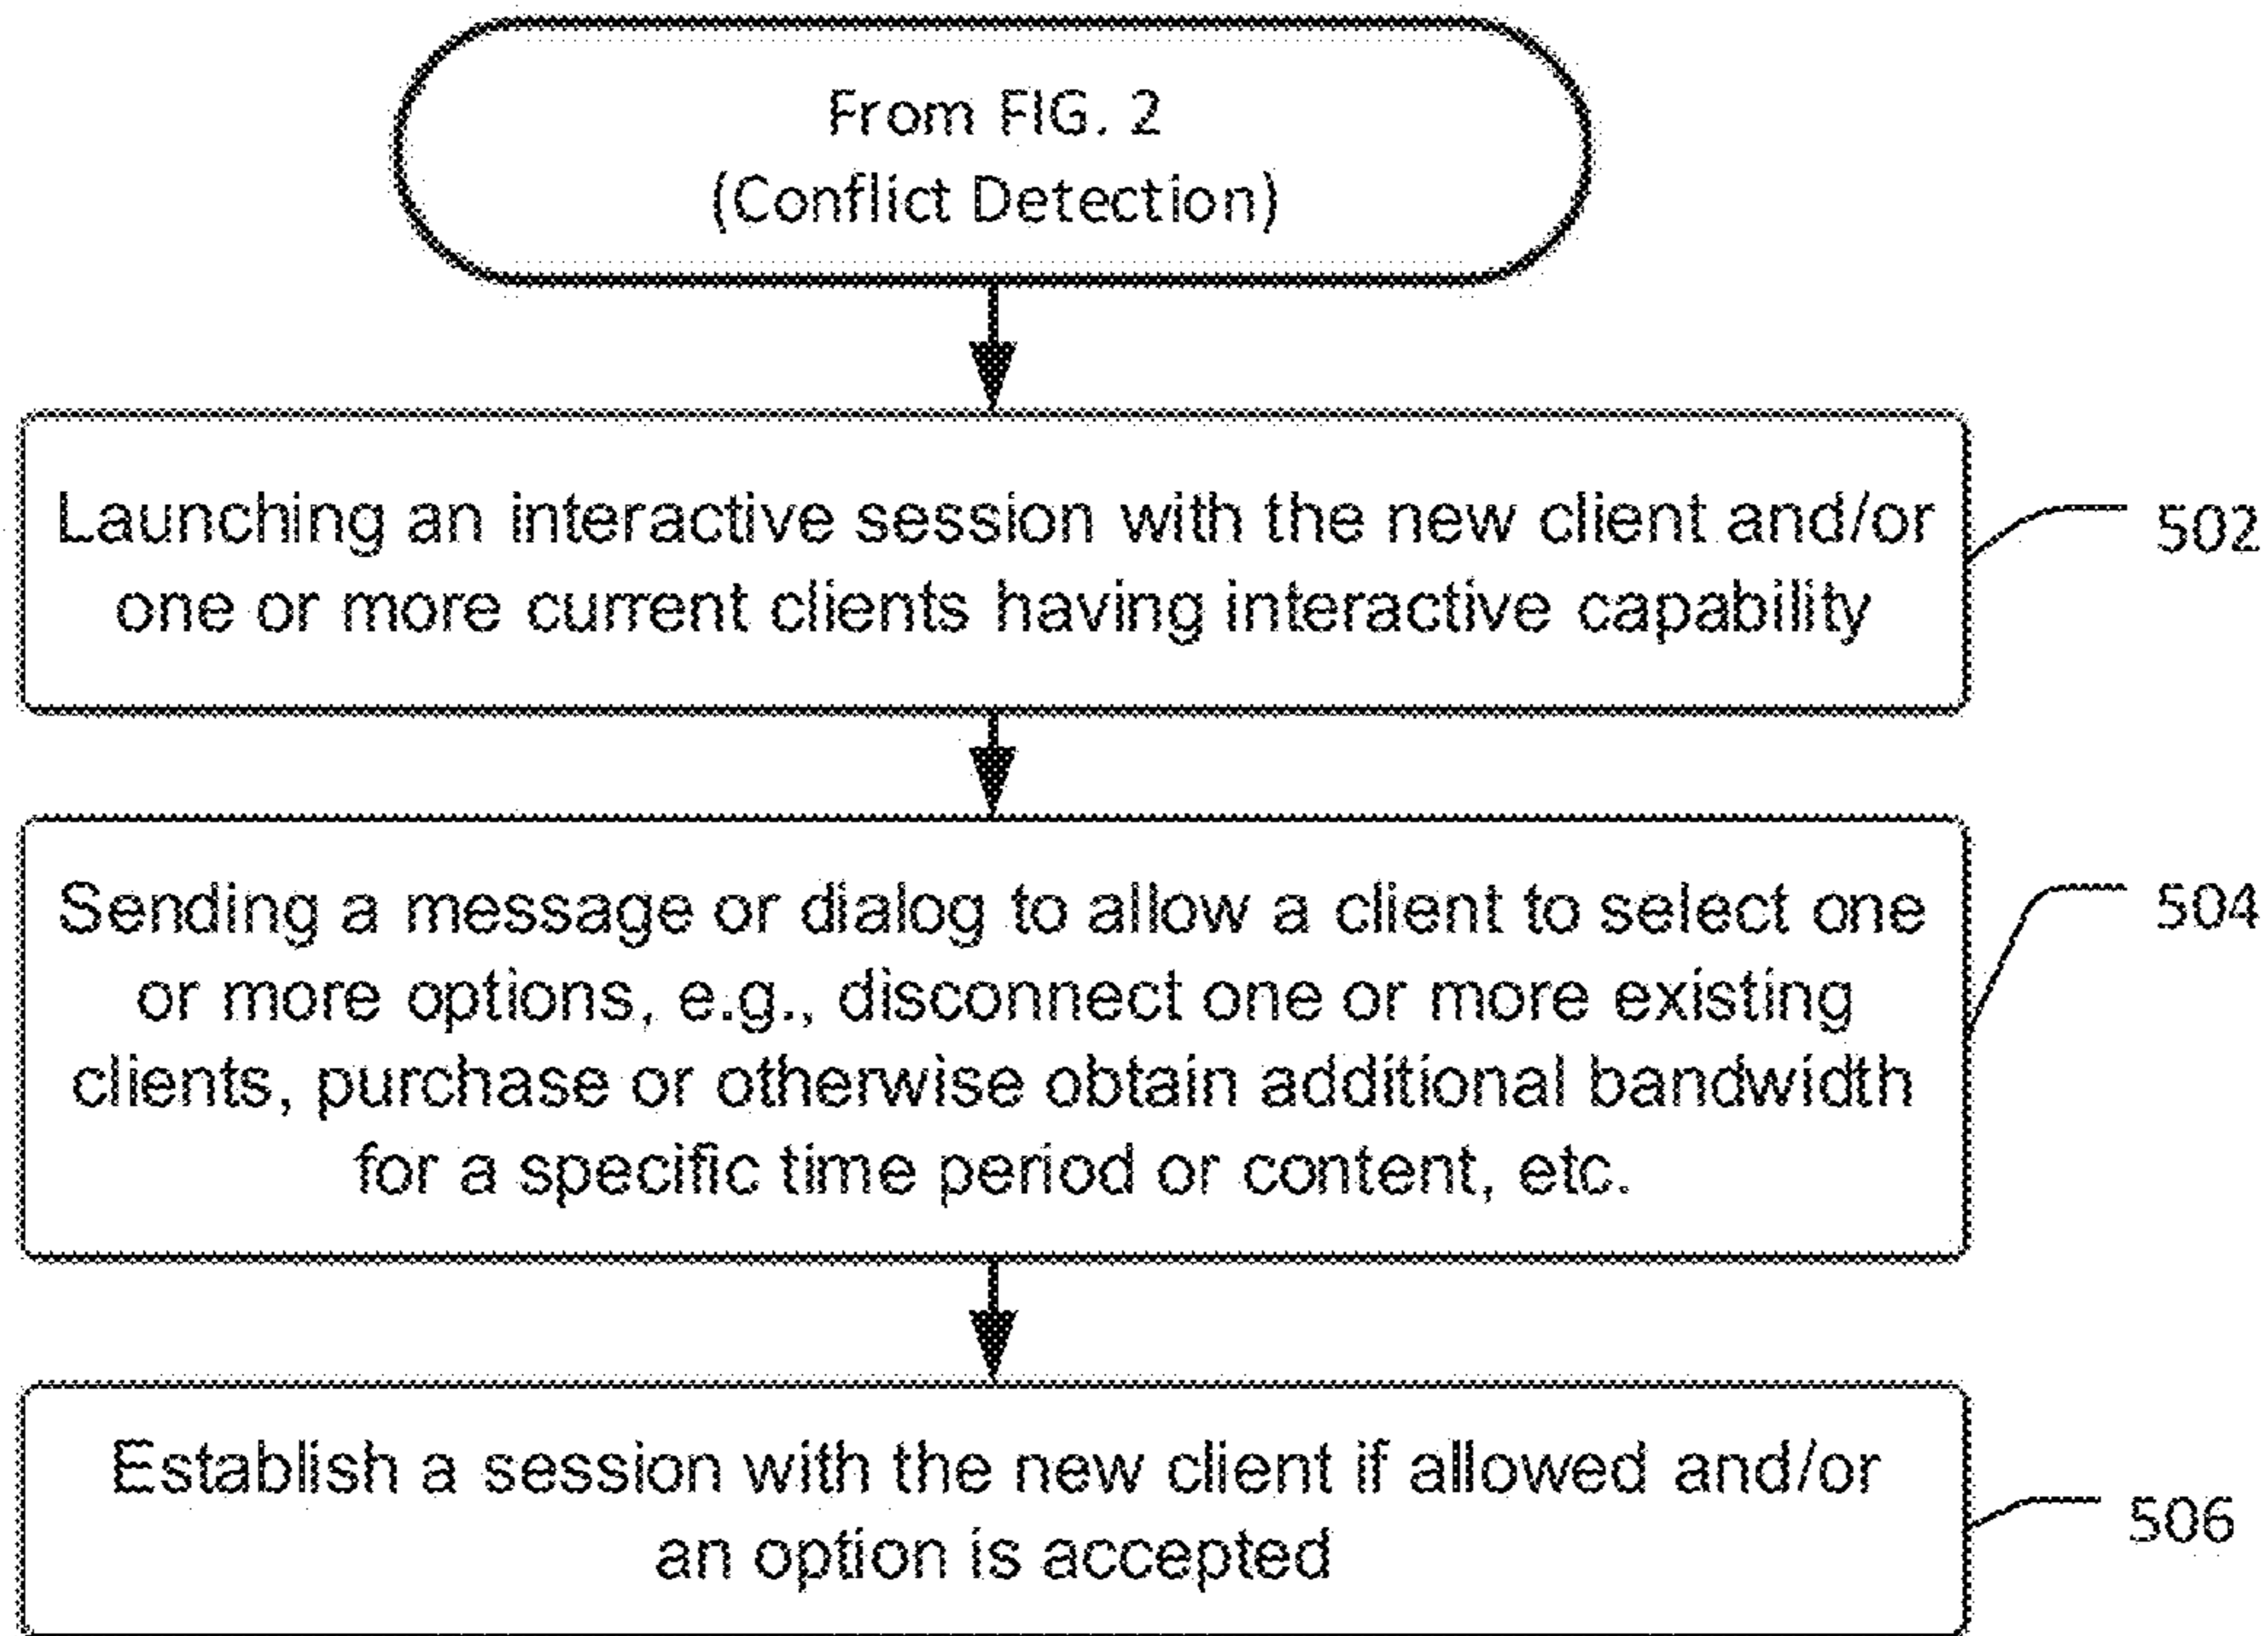 From FIG. 2
(Conflict Detection)
Launching an interactive session with the new client and/or
one or more current clients having interactive capability
502
Sending a message or dialog to allow a client to select one
or more options, e.g., disconnect one or more existing
clients, purchase or otherwise obtain additional bandwidth
for a specific time period or content, etc.
504
Establish a session with the new client if allowed and/or
an option is accepted
506